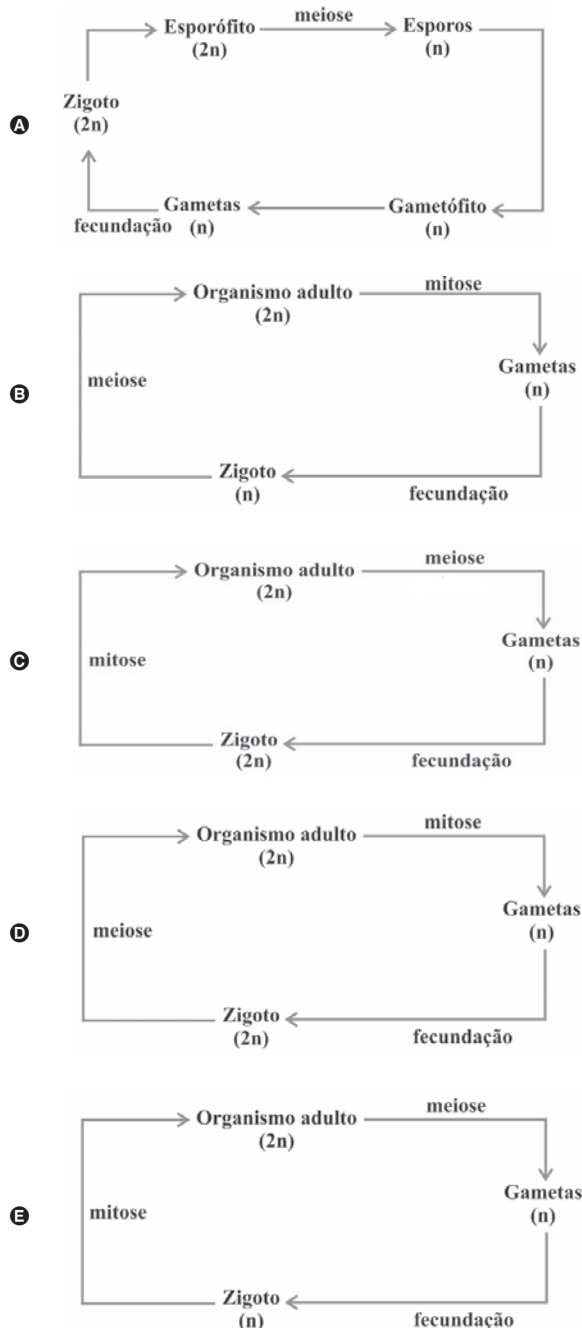 A
Esporófito
(2n)
meiose
Esporos
(n)
Zigoto
(2n)
fecundação
Gametas
(n)
Gametófito
(n)
B
Organismo adulto
(2n)
mitose
Gametas
(n)
meiose
Zigoto
(n)
fecundação
C
Organismo adulto
(2n)
meiose
Gametas
(n)
mitose
Zigoto
(2n)
fecundação
D
Organismo adulto
(2n)
mitose
Gametas
(n)
meiose
Zigoto
(2n)
fecundação
E
Organismo adulto
(2n)
meiose
Gametas
(n)
mitose
Zigoto
(n)
fecundação